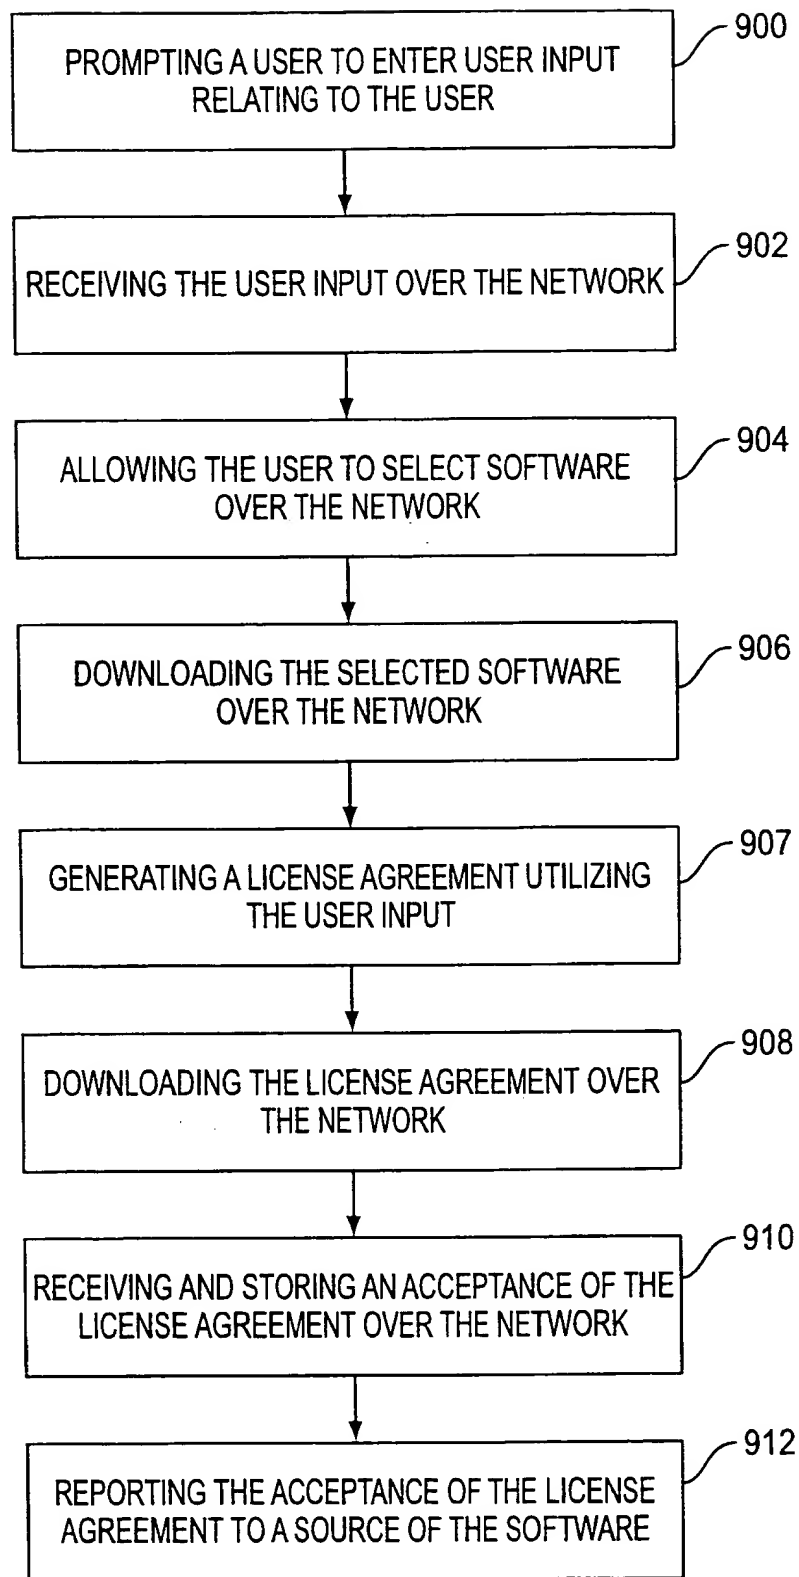 900
PROMPTING A USER TO ENTER USER INPUT
RELATING TO THE USER
902
RECEIVING THE USER INPUT OVER THE NETWORK
904
ALLOWING THE USER TO SELECT SOFTWARE
OVER THE NETWORK
906
DOWNLOADING THE SELECTED SOFTWARE
OVER THE NETWORK
907
GENERATING A LICENSE AGREEMENT UTILIZING
THE USER INPUT
908
DOWNLOADING THE LICENSE AGREEMENT OVER
THE NETWORK
910
RECEIVING AND STORING AN ACCEPTANCE OF THE
LICENSE AGREEMENT OVER THE NETWORK
912
REPORTING THE ACCEPTANCE OF THE LICENSE
AGREEMENT TO A SOURCE OF THE SOFTWARE